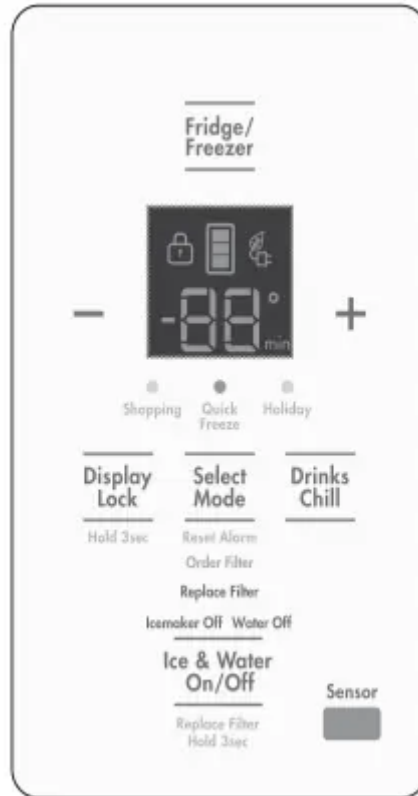 Fridge/
Freezer
-88°
min
− +
Shopping Quick Freeze Holiday
Display Lock Select Mode Drinks Chill
Hold 3sec Reset Alarm
Order Filter
Replace Filter
Icemaker Off Water Off
Ice & Water
On/Off
Sensor
Replace Filter
Hold 3sec